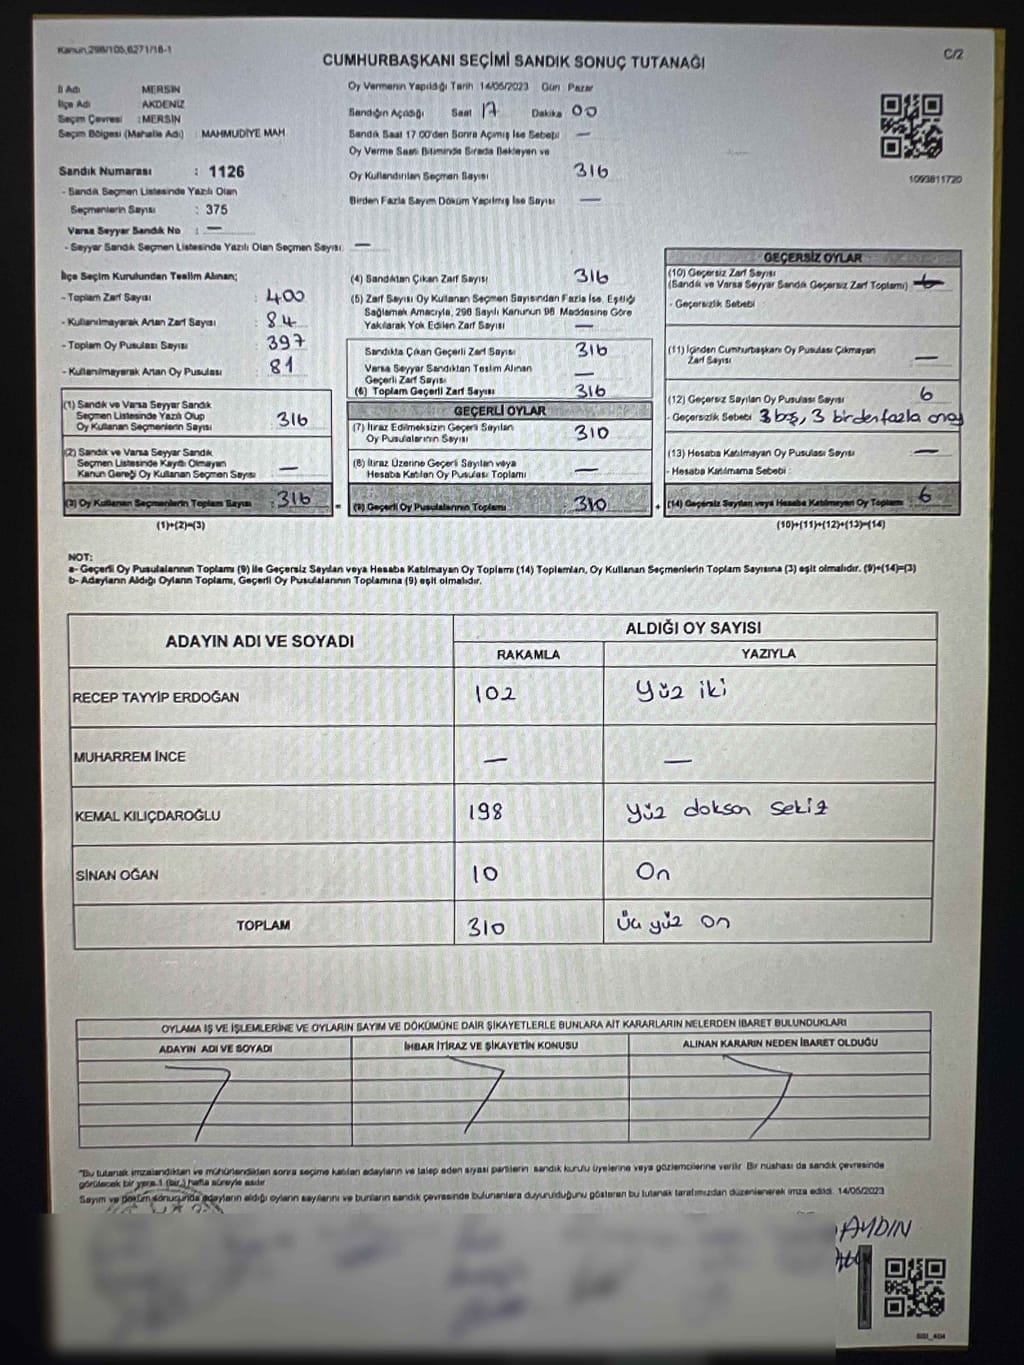 Kanun,298/105,6271/18-1
C/2
CUMHURBAŞKANI SEÇİMİ SANDIK SONUÇ TUTANAĞI
İl Adı MERSİN
İlçe Adı AKDENİZ
Seçim Çevresi : MERSİN
Seçim Bölgesi (Mahalle Adı) : MAHMUDİYE MAH.
Sandık Numarası : 1126
- Sandık Seçmen Listesinde Yazılı Olan
Seçmenlerin Sayısı : 375
Varsa Seyyar Sandık No : —
- Seyyar Sandık Seçmen Listesinde Yazılı Olan Seçmen Sayısı: —
Oy Vermenin Yapıldığı Tarih 14/05/2023 Gün Pazar
Sandığın Açıldığı Saat 17 Dakika 00
Sandık Saat 17.00'den Sonra Açılmış İse Sebebi —
Oy Verme Saati Bitiminde Sırada Bekleyen ve
Oy Kullandırılan Seçmen Sayısı 316
Birden Fazla Sayım Döküm Yapılmış İse Sayısı —
1093811720
İlçe Seçim Kurulundan Teslim Alınan;
- Toplam Zarf Sayısı : 400
- Kullanılmayarak Artan Zarf Sayısı : 84
- Toplam Oy Pusulası Sayısı : 397
- Kullanılmayarak Artan Oy Pusulası : 81
(1) Sandık ve Varsa Seyyar Sandık
Seçmen Listesinde Yazılı Olup
Oy Kullanan Seçmenlerin Sayısı : 316
(2) Sandık ve Varsa Seyyar Sandık
Seçmen Listesinde Kayıtlı Olmayan
Kanun Gereği Oy Kullanan Seçmen Sayısı : —
(3) Oy Kullanan Seçmenlerin Toplam Sayısı : 316
(1)+(2)=(3)
(4) Sandıktan Çıkan Zarf Sayısı 316
(5) Zarf Sayısı Oy Kullanan Seçmen Sayısından Fazla İse, Eşitliği
Sağlamak Amacıyla, 298 Sayılı Kanunun 98. Maddesine Göre
Yakılarak Yok Edilen Zarf Sayısı —
Sandıkta Çıkan Geçerli Zarf Sayısı 316
Varsa Seyyar Sandıktan Teslim Alınan
Geçerli Zarf Sayısı —
(6) Toplam Geçerli Zarf Sayısı 316
GEÇERLİ OYLAR
(7) İtiraz Edilmeksizin Geçerli Sayılan
Oy Pusulalarının Sayısı 310
(8) İtiraz Üzerine Geçerli Sayılan veya
Hesaba Katılan Oy Pusulası Toplamı —
= (9) Geçerli Oy Pusulalarının Toplamı : 310 +
GEÇERSİZ OYLAR
(10) Geçersiz Zarf Sayısı
(Sandık ve Varsa Seyyar Sandık Geçersiz Zarf Toplamı)
- Geçersizlik Sebebi :
(11) İçinden Cumhurbaşkanı Oy Pusulası Çıkmayan
Zarf Sayısı —
(12) Geçersiz Sayılan Oy Pusulası Sayısı 6
- Geçersizlik Sebebi 3 boş, 3 birden fazla onay
(13) Hesaba Katılmayan Oy Pusulası Sayısı —
- Hesaba Katılmama Sebebi :
(14) Geçersiz Sayılan veya Hesaba Katılmayan Oy Toplamı 6
(10)+(11)+(12)+(13)=(14)
NOT:
a- Geçerli Oy Pusulalarının Toplamı (9) ile Geçersiz Sayılan veya Hesaba Katılmayan Oy Toplamı (14) Toplamları, Oy Kullanan Seçmenlerin Toplam Sayısına (3) eşit olmalıdır. (9)+(14)=(3)
b- Adayların Aldığı Oyların Toplamı, Geçerli Oy Pusulalarının Toplamına (9) eşit olmalıdır.
ADAYIN ADI VE SOYADI
ALDIĞI OY SAYISI
RAKAMLA YAZIYLA
RECEP TAYYİP ERDOĞAN 102 Yüz iki
MUHARREM İNCE — —
KEMAL KILIÇDAROĞLU 198 Yüz doksan sekiz
SİNAN OĞAN 10 On
TOPLAM 310 Üç yüz on
OYLAMA İŞ VE İŞLEMLERİNE VE OYLARIN SAYIM VE DÖKÜMÜNE DAİR ŞİKAYETLERLE BUNLARA AİT KARARLARIN NELERDEN İBARET BULUNDUKLARI
ADAYIN ADI VE SOYADI İHBAR İTİRAZ VE ŞİKAYETİN KONUSU ALINAN KARARIN NEDEN İBARET OLDUĞU
"Bu tutanak imzalandıktan ve mühürlendikten sonra seçime katılan adayların ve talep eden siyasi partilerin sandık kurulu üyelerine veya gözlemcilerine verilir. Bir nüshası da sandık çevresinde
görülecek bir yere 1 (bir) hafta süreyle asılır.
Sayım ve döküm sonucunda adayların aldığı oyların sayılarını ve bunların sandık çevresinde bulunanlara duyurulduğunu gösteren bu tutanak tarafımızdan düzenlenerek imza edildi. 14/05/2023
AYDIN